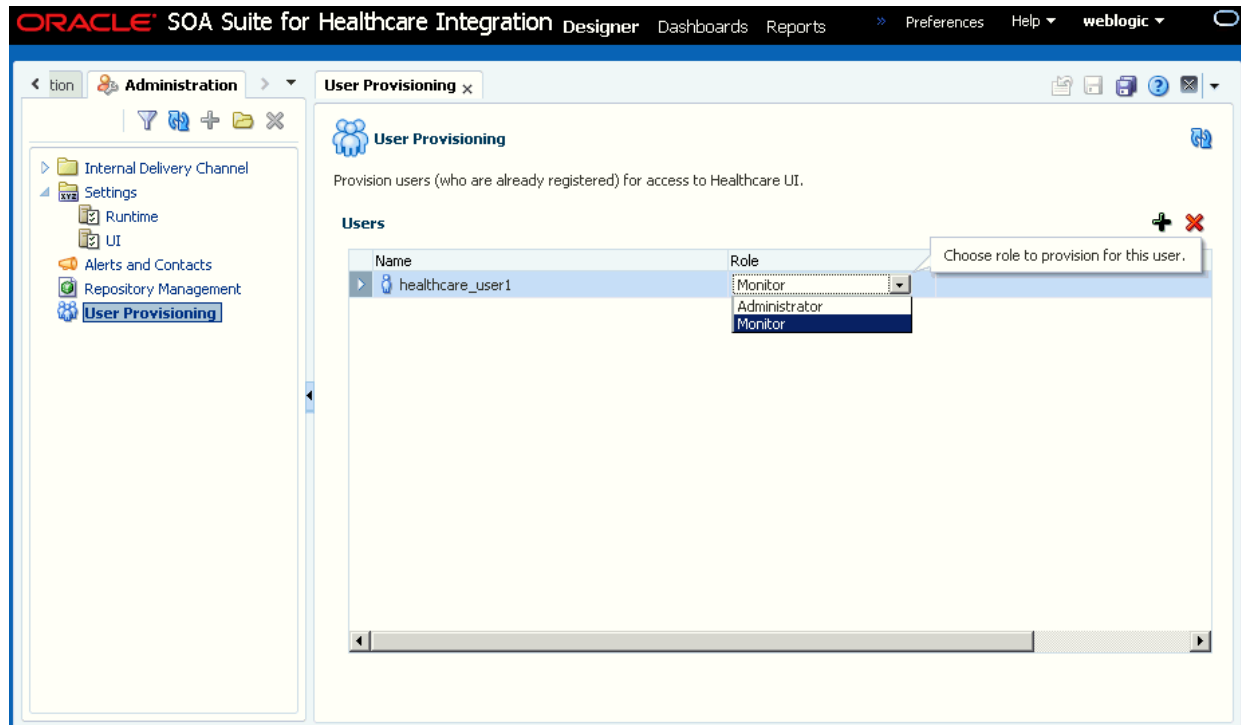 ORACLE SOA Suite for Healthcare Integration Designer Dashboards Reports » Preferences Help weblogic
tion Administration
User Provisioning
User Provisioning
Provision users (who are already registered) for access to Healthcare UI.
Internal Delivery Channel
Settings
Runtime
UI
Alerts and Contacts
Repository Management
User Provisioning
Users
Name Role
Choose role to provision for this user.
healthcare_user1 Monitor
Administrator
Monitor